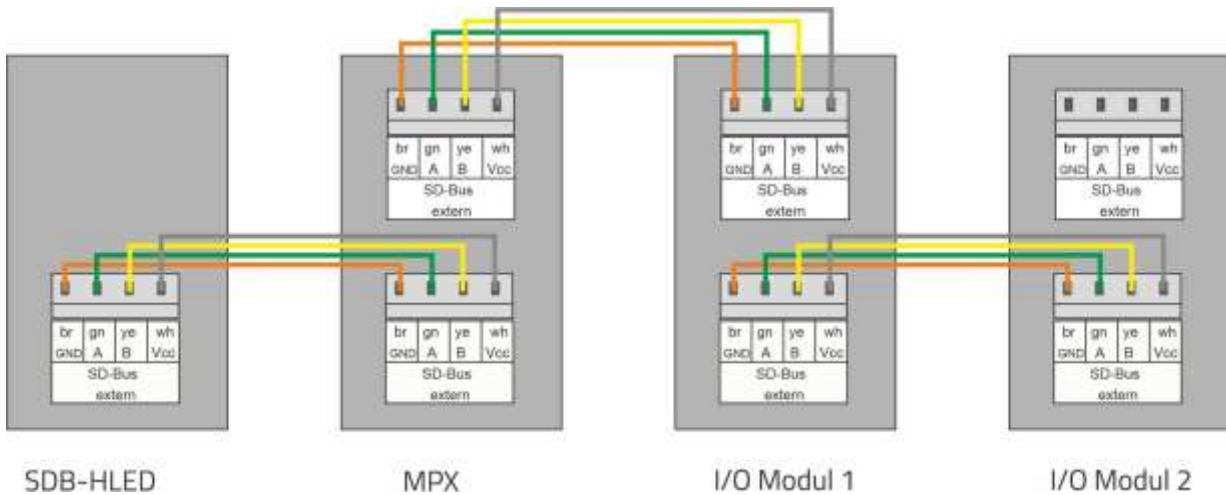 br gn ye wh
GND A B Vcc
SD-Bus
extern
br gn ye wh
GND A B Vcc
SD-Bus
extern
br gn ye wh
GND A B Vcc
SD-Bus
extern
br gn ye wh
GND A B Vcc
SD-Bus
extern
br gn ye wh
GND A B Vcc
SD-Bus
extern
br gn ye wh
GND A B Vcc
SD-Bus
extern
br gn ye wh
GND A B Vcc
SD-Bus
extern
SDB-HLED
MPX
I/O Modul 1
I/O Modul 2